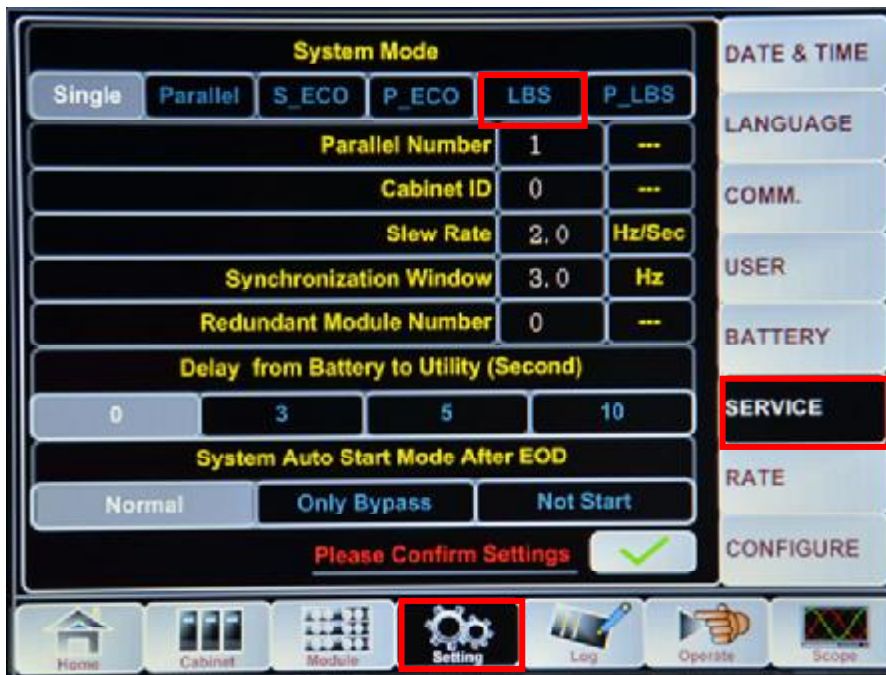 System Mode
Single Parallel S_ECO P_ECO LBS P_LBS
Parallel Number 1 ---
Cabinet ID 0 ---
Slew Rate 2.0 Hz/Sec
Synchronization Window 3.0 Hz
Redundant Module Number 0 ---
Delay from Battery to Utility (Second)
0 3 5 10
System Auto Start Mode After EOD
Normal Only Bypass Not Start
Please Confirm Settings
DATE & TIME
LANGUAGE
COMM.
USER
BATTERY
SERVICE
RATE
CONFIGURE
Home Cabinet Module Setting Log Operate Scope